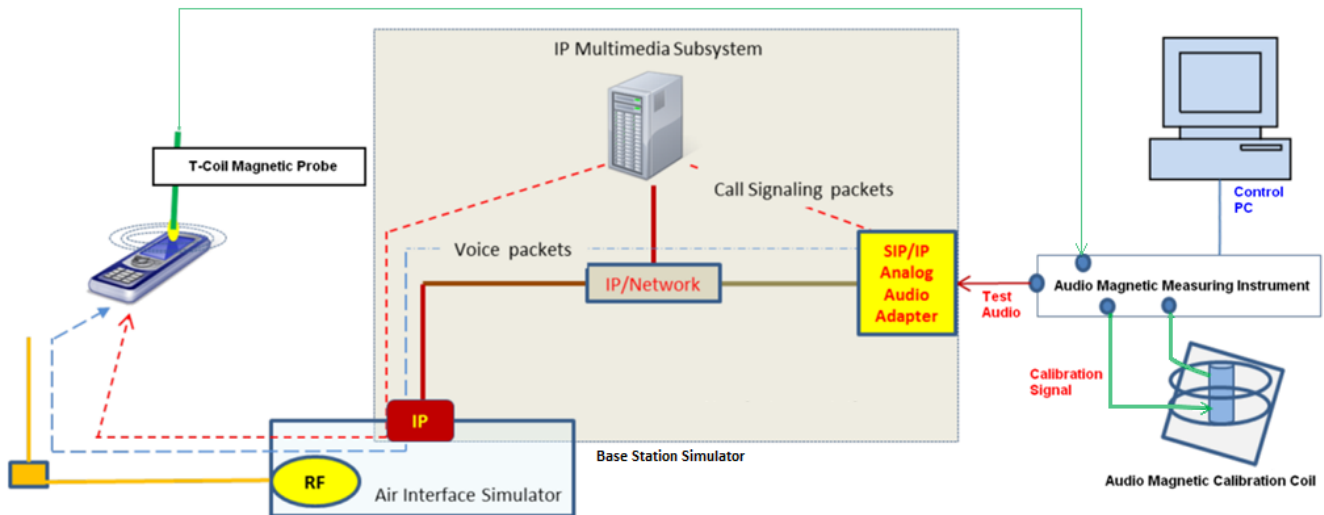 IP Multimedia Subsystem
T-Coil Magnetic Probe
Call Signaling packets
Control
PC
Voice packets
SIP/IP
Analog
Audio
Adapter
IP/Network
Test
Audio
Audio Magnetic Measuring Instrument
Calibration
Signal
IP
Base Station Simulator
RF
Air Interface Simulator
Audio Magnetic Calibration Coil